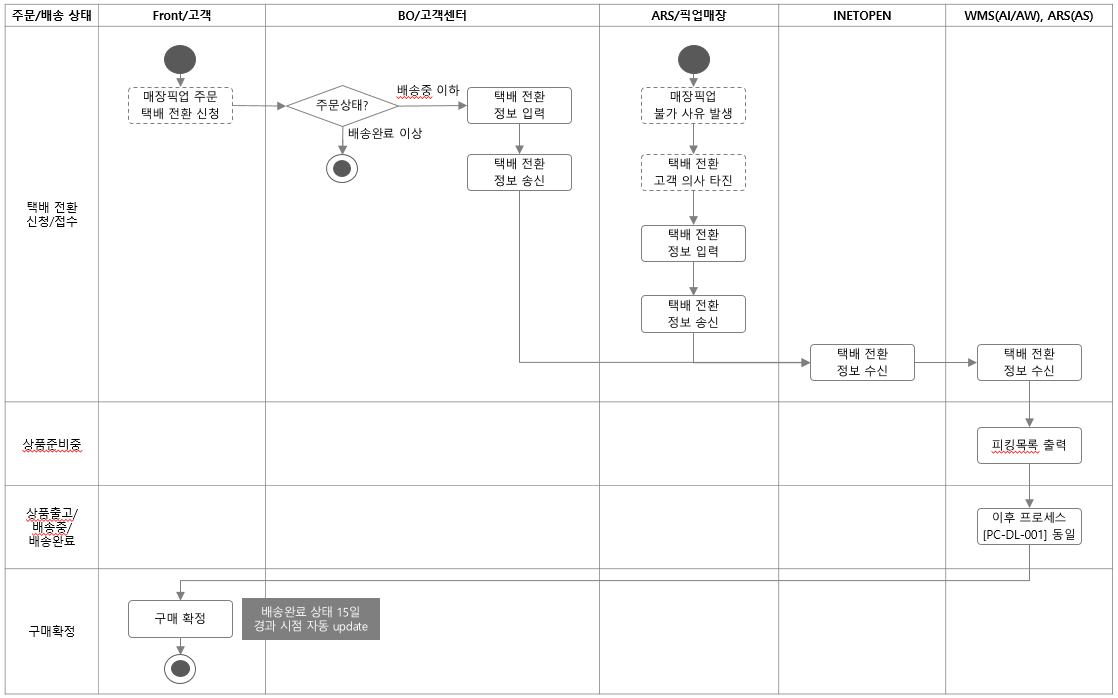 주문/배송 상태
Front/고객
BO/고객센터
ARS/픽업매장
INETOPEN
WMS(AI/AW), ARS(AS)
택배 전환
신청/접수
매장픽업 주문
택배 전환 신청
주문상태?
배송중 이하
배송완료 이상
택배 전환
정보 입력
택배 전환
정보 송신
매장픽업
불가 사유 발생
택배 전환
고객 의사 타진
택배 전환
정보 입력
택배 전환
정보 송신
택배 전환
정보 수신
택배 전환
정보 수신
상품준비중
피킹목록 출력
상품출고/
배송중/
배송완료
이후 프로세스
[PC-DL-001] 동일
구매확정
구매 확정
배송완료 상태 15일
경과 시점 자동 update